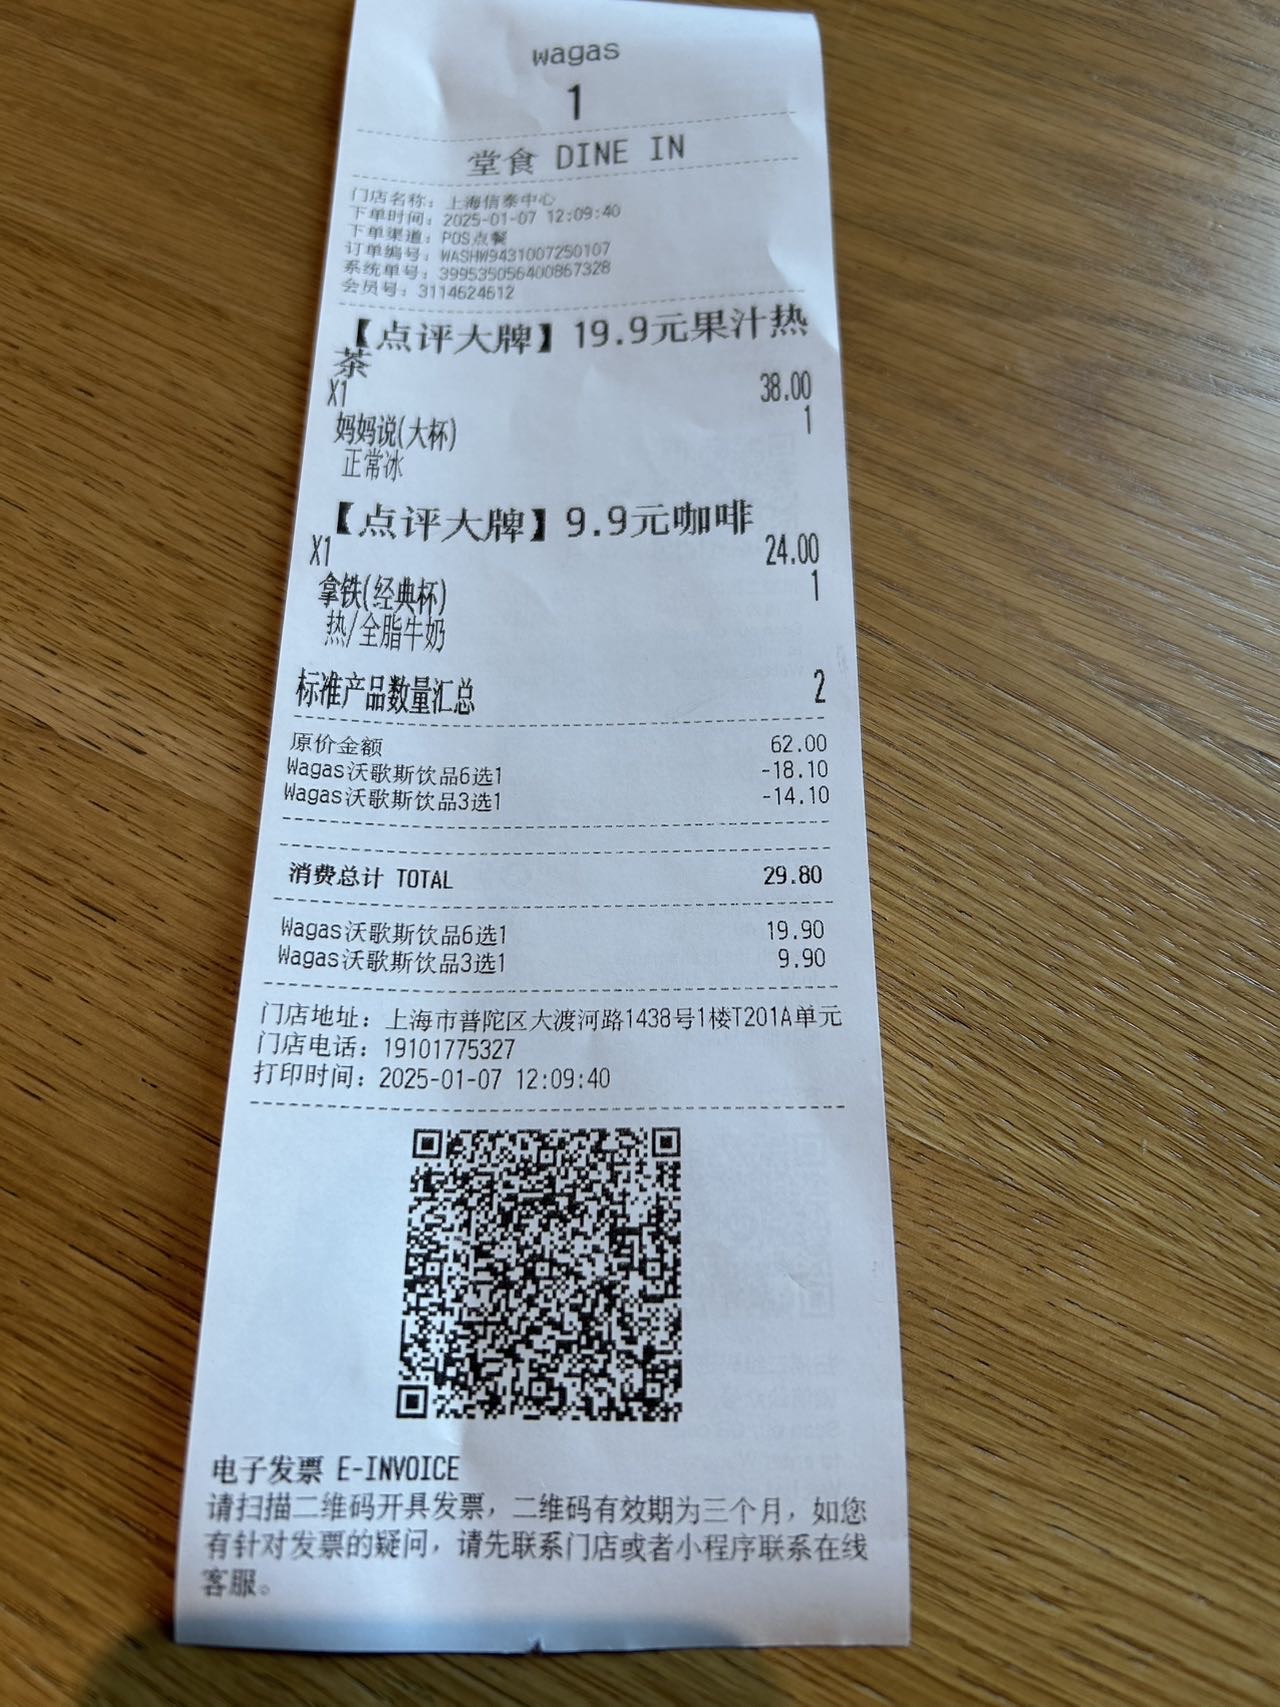 wagas
1
堂食 DINE IN
门店名称：上海信泰中心
下单时间：2025-01-07 12:09:40
下单渠道：POS点餐
订单编号：WASHW9431007250107
系统单号：399535056400867328
会员号：3114624612
【点评大牌】19.9元果汁热
茶
X1 38.00
妈妈说(大杯) 1
正常冰
【点评大牌】9.9元咖啡
X1 24.00
拿铁(经典杯) 1
热/全脂牛奶
标准产品数量汇总 2
原价金额 62.00
Wagas沃歌斯饮品6选1 -18.10
Wagas沃歌斯饮品3选1 -14.10
消费总计 TOTAL 29.80
Wagas沃歌斯饮品6选1 19.90
Wagas沃歌斯饮品3选1 9.90
门店地址：上海市普陀区大渡河路1438号1楼T201A单元
门店电话：19101775327
打印时间：2025-01-07 12:09:40
电子发票 E-INVOICE
请扫描二维码开具发票，二维码有效期为三个月，如您
有针对发票的疑问，请先联系门店或者小程序联系在线
客服。